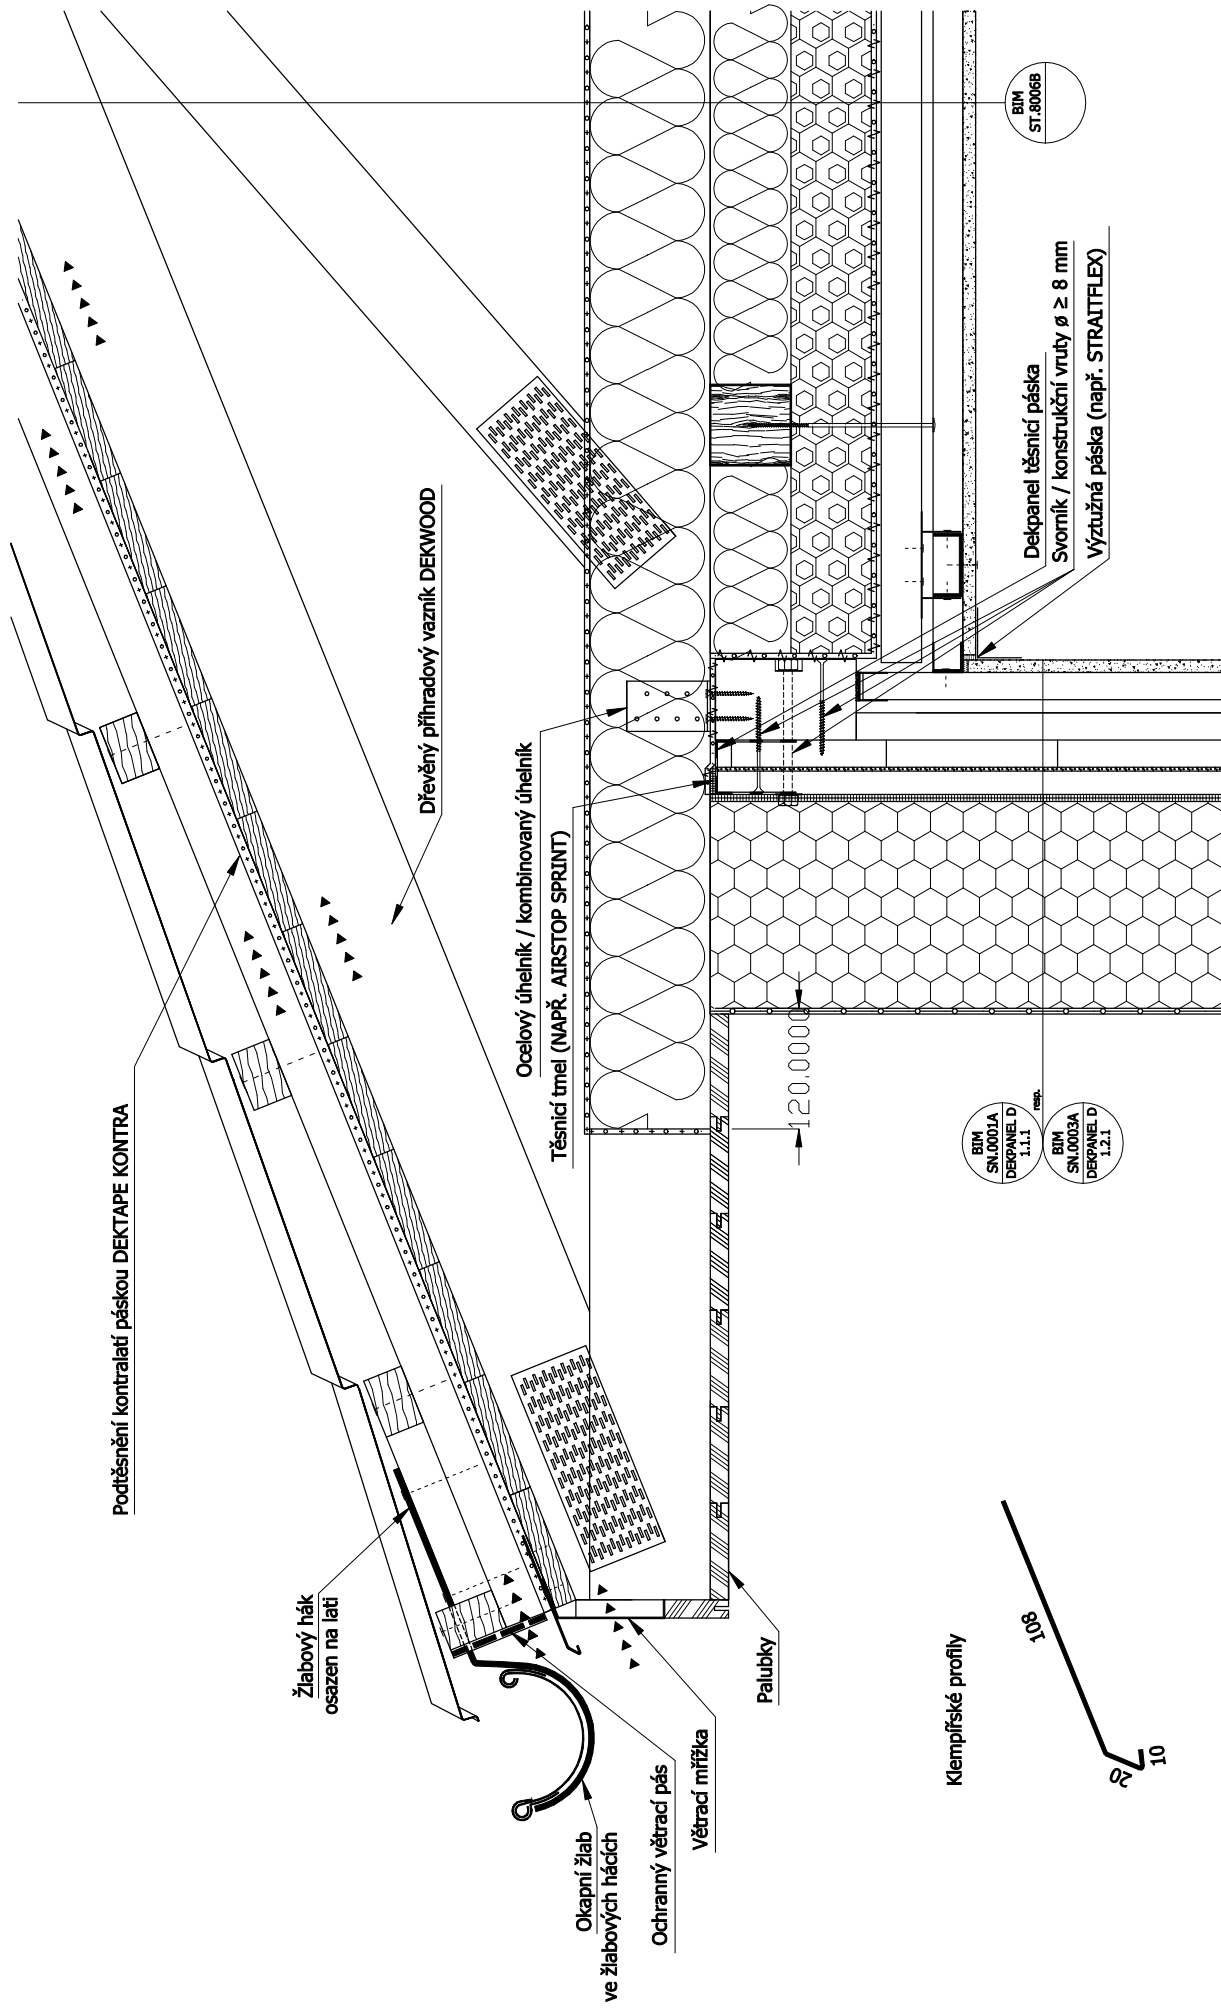 Podtěsnění kontralatí páskou DEKTAPE KONTRA
Žlabový hák
osazen na lati
Dřevěný příhradový vazník DEKWOOD
Ocelový úhelník / kombinovaný úhelník
Těsnicí tmel (NAPŘ. AIRSTOP SPRINT)
Okapní žlab
ve žlabových hácích
Ochranný větrací pás
Větrací mřížka
Palubky
120.0000
BIM
ST.8006B
Dekpanel těsnicí páska
Svorník / konstrukční vruty ø ≥ 8 mm
Výztužná páska (např. STRAITFLEX)
BIM
SN.0001A
DEKPANEL D
1.1.1
resp.
BIM
SN.0003A
DEKPANEL D
1.2.1
Klempířské profily
108
20
10